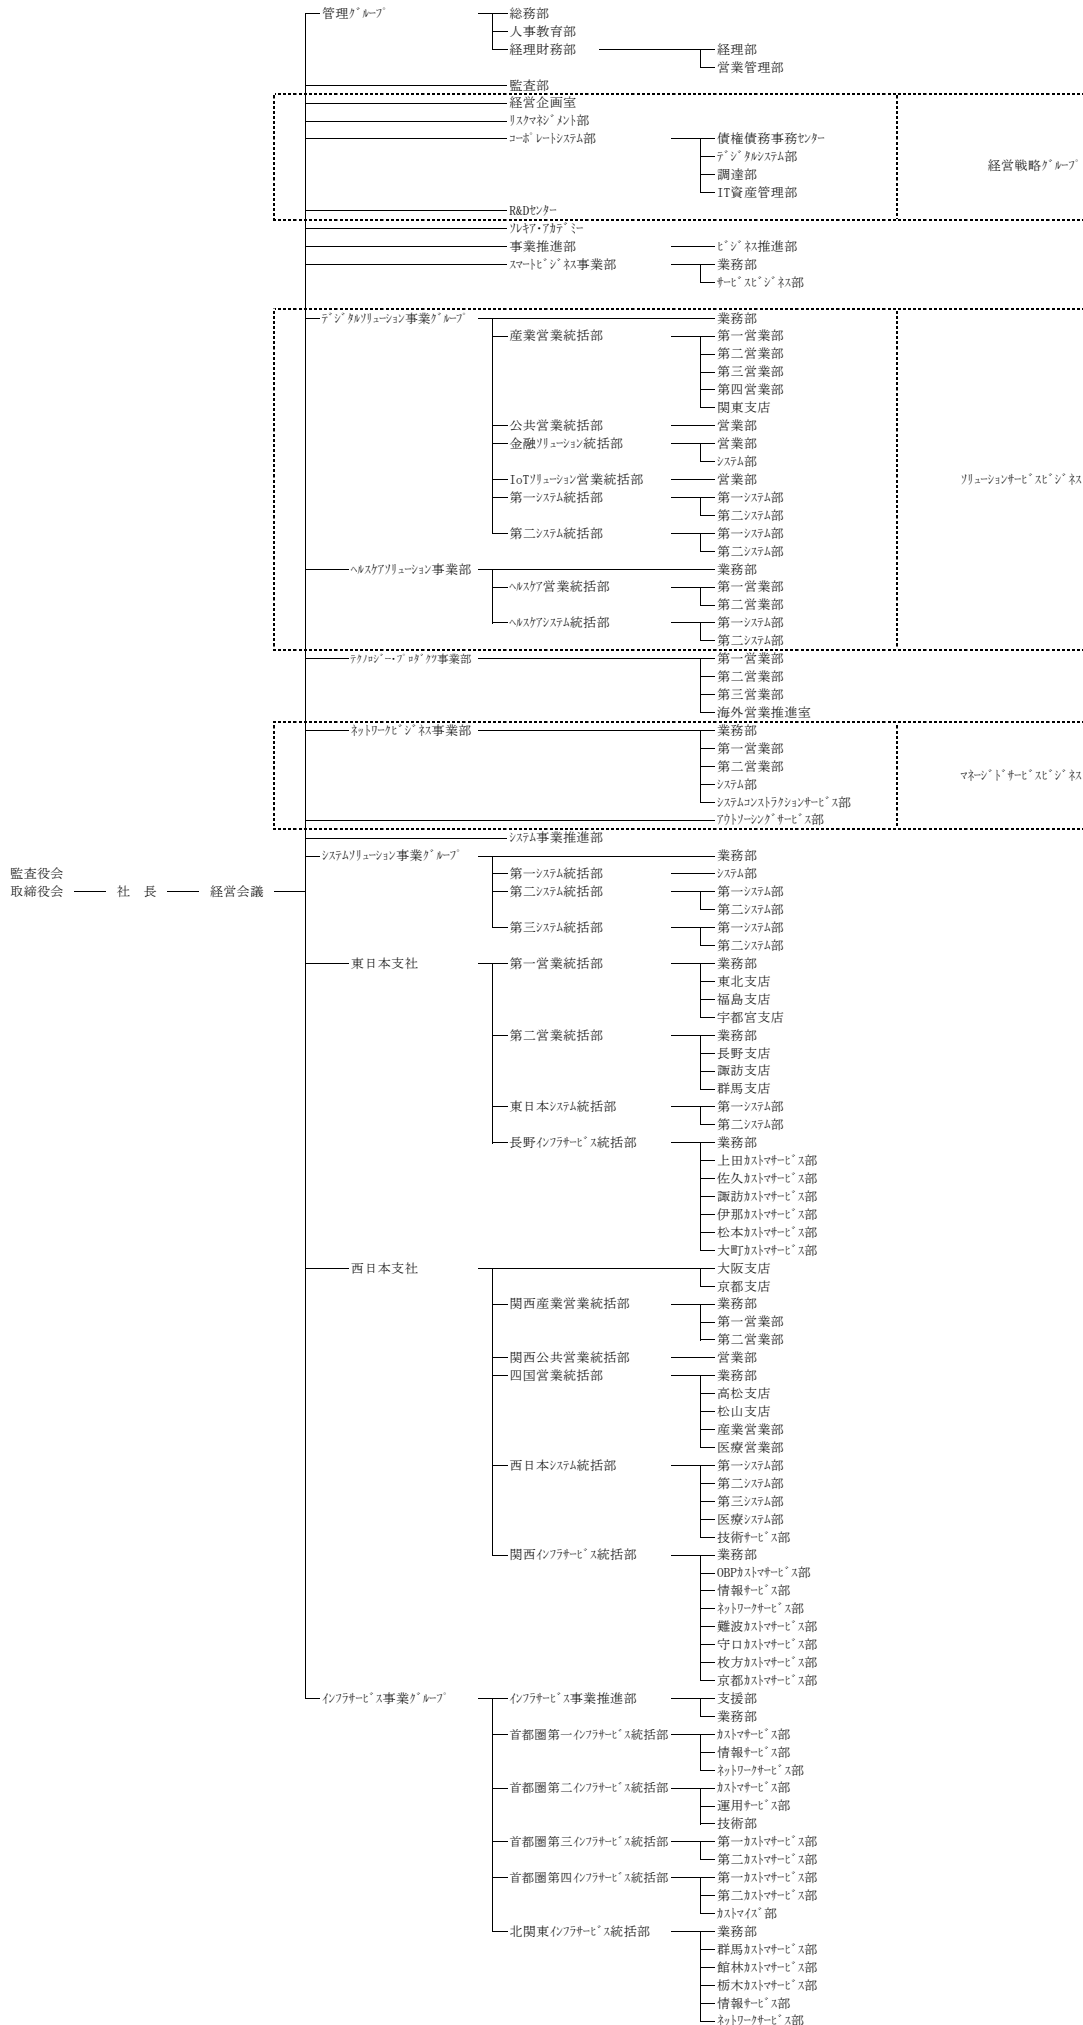 管理ｸﾞﾙｰﾌﾟ 総務部
人事教育部
経理財務部 経理部
営業管理部
監査部
経営企画室
ﾘｽｸﾏﾈｼﾞﾒﾝﾄ部
ｺｰﾎﾟﾚｰﾄｼｽﾃﾑ部 債権債務事務ｾﾝﾀｰ
ﾃﾞｼﾞﾀﾙｼｽﾃﾑ部
経営戦略ｸﾞﾙｰﾌﾟ
調達部
IT資産管理部
R&Dｾﾝﾀｰ
ｿﾚｷｱ･ｱｶﾃﾞﾐｰ
事業推進部 ﾋﾞｼﾞﾈｽ推進部
ｽﾏｰﾄﾋﾞｼﾞﾈｽ事業部 業務部
ｻｰﾋﾞｽﾋﾞｼﾞﾈｽ部
ﾃﾞｼﾞﾀﾙｿﾘｭｰｼｮﾝ事業ｸﾞﾙｰﾌﾟ 業務部
産業営業統括部 第一営業部
第二営業部
第三営業部
第四営業部
関東支店
公共営業統括部 営業部
金融ｿﾘｭｰｼｮﾝ統括部 営業部
ｼｽﾃﾑ部
IoTｿﾘｭｰｼｮﾝ営業統括部 営業部 ｿﾘｭｰｼｮﾝｻｰﾋﾞｽﾋﾞｼﾞﾈｽ
第一ｼｽﾃﾑ統括部 第一ｼｽﾃﾑ部
第二ｼｽﾃﾑ部
第二ｼｽﾃﾑ統括部 第一ｼｽﾃﾑ部
第二ｼｽﾃﾑ部
ﾍﾙｽｹｱｿﾘｭｰｼｮﾝ事業部 業務部
ﾍﾙｽｹｱ営業統括部 第一営業部
第二営業部
ﾍﾙｽｹｱｼｽﾃﾑ統括部 第一ｼｽﾃﾑ部
第二ｼｽﾃﾑ部
ﾃｸﾉﾛｼﾞｰ･ﾌﾟﾛﾀﾞｸﾂ事業部 第一営業部
第二営業部
第三営業部
海外営業推進室
ﾈｯﾄﾜｰｸﾋﾞｼﾞﾈｽ事業部 業務部
第一営業部
第二営業部
ﾏﾈｰｼﾞﾄﾞｻｰﾋﾞｽﾋﾞｼﾞﾈｽ
ｼｽﾃﾑ部
ｼｽﾃﾑｺﾝｽﾄﾗｸｼｮﾝｻｰﾋﾞｽ部
ｱｳﾄｿｰｼﾝｸﾞｻｰﾋﾞｽ部
ｼｽﾃﾑ事業推進部
ｼｽﾃﾑｿﾘｭｰｼｮﾝ事業ｸﾞﾙｰﾌﾟ 業務部
監査役会 第一ｼｽﾃﾑ統括部 ｼｽﾃﾑ部
取締役会 社　長 経営会議 第二ｼｽﾃﾑ統括部 第一ｼｽﾃﾑ部
第二ｼｽﾃﾑ部
第三ｼｽﾃﾑ統括部 第一ｼｽﾃﾑ部
第二ｼｽﾃﾑ部
東日本支社 第一営業統括部 業務部
東北支店
福島支店
宇都宮支店
第二営業統括部 業務部
長野支店
諏訪支店
群馬支店
東日本ｼｽﾃﾑ統括部 第一ｼｽﾃﾑ部
第二ｼｽﾃﾑ部
長野ｲﾝﾌﾗｻｰﾋﾞｽ統括部 業務部
上田ｶｽﾄﾏｻｰﾋﾞｽ部
佐久ｶｽﾄﾏｻｰﾋﾞｽ部
諏訪ｶｽﾄﾏｻｰﾋﾞｽ部
伊那ｶｽﾄﾏｻｰﾋﾞｽ部
松本ｶｽﾄﾏｻｰﾋﾞｽ部
大町ｶｽﾄﾏｻｰﾋﾞｽ部
西日本支社 大阪支店
京都支店
関西産業営業統括部 業務部
第一営業部
第二営業部
関西公共営業統括部 営業部
四国営業統括部 業務部
高松支店
松山支店
産業営業部
医療営業部
西日本ｼｽﾃﾑ統括部 第一ｼｽﾃﾑ部
第二ｼｽﾃﾑ部
第三ｼｽﾃﾑ部
医療ｼｽﾃﾑ部
技術ｻｰﾋﾞｽ部
関西ｲﾝﾌﾗｻｰﾋﾞｽ統括部 業務部
OBPｶｽﾄﾏｻｰﾋﾞｽ部
情報ｻｰﾋﾞｽ部
ﾈｯﾄﾜｰｸｻｰﾋﾞｽ部
難波ｶｽﾄﾏｻｰﾋﾞｽ部
守口ｶｽﾄﾏｻｰﾋﾞｽ部
枚方ｶｽﾄﾏｻｰﾋﾞｽ部
京都ｶｽﾄﾏｻｰﾋﾞｽ部
ｲﾝﾌﾗｻｰﾋﾞｽ事業ｸﾞﾙｰﾌﾟ ｲﾝﾌﾗｻｰﾋﾞｽ事業推進部 支援部
業務部
首都圏第一ｲﾝﾌﾗｻｰﾋﾞｽ統括部 ｶｽﾄﾏｻｰﾋﾞｽ部
情報ｻｰﾋﾞｽ部
ﾈｯﾄﾜｰｸｻｰﾋﾞｽ部
首都圏第二ｲﾝﾌﾗｻｰﾋﾞｽ統括部 ｶｽﾄﾏｻｰﾋﾞｽ部
運用ｻｰﾋﾞｽ部
技術部
首都圏第三ｲﾝﾌﾗｻｰﾋﾞｽ統括部 第一ｶｽﾄﾏｻｰﾋﾞｽ部
第二ｶｽﾄﾏｻｰﾋﾞｽ部
首都圏第四ｲﾝﾌﾗｻｰﾋﾞｽ統括部 第一ｶｽﾄﾏｻｰﾋﾞｽ部
第二ｶｽﾄﾏｻｰﾋﾞｽ部
ｶｽﾄﾏｲｽﾞ部
北関東ｲﾝﾌﾗｻｰﾋﾞｽ統括部 業務部
群馬ｶｽﾄﾏｻｰﾋﾞｽ部
館林ｶｽﾄﾏｻｰﾋﾞｽ部
栃木ｶｽﾄﾏｻｰﾋﾞｽ部
情報ｻｰﾋﾞｽ部
ﾈｯﾄﾜｰｸｻｰﾋﾞｽ部